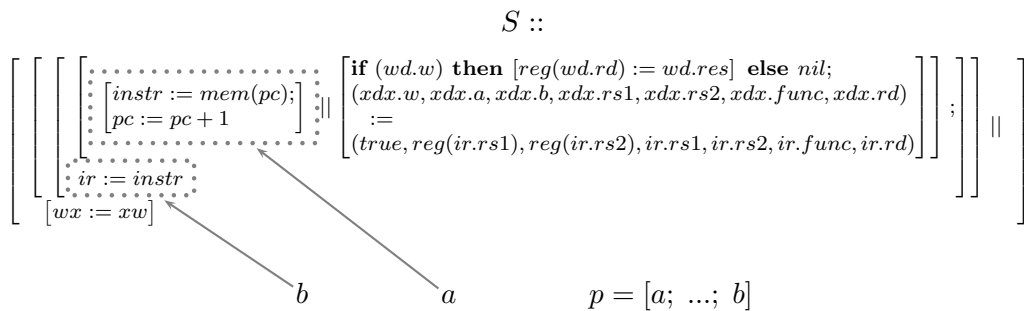 S ::
instr := mem(pc);
pc := pc + 1
||
if (wd.w) then [reg(wd.rd) := wd.res] else nil;
(xdx.w, xdx.a, xdx.b, xdx.rs1, xdx.rs2, xdx.func, xdx.rd)
:=
(true, reg(ir.rs1), reg(ir.rs2), ir.rs1, ir.rs2, ir.func, ir.rd)
;
||
ir := instr
[wx := xw]
b
a
p = [a; ...; b]